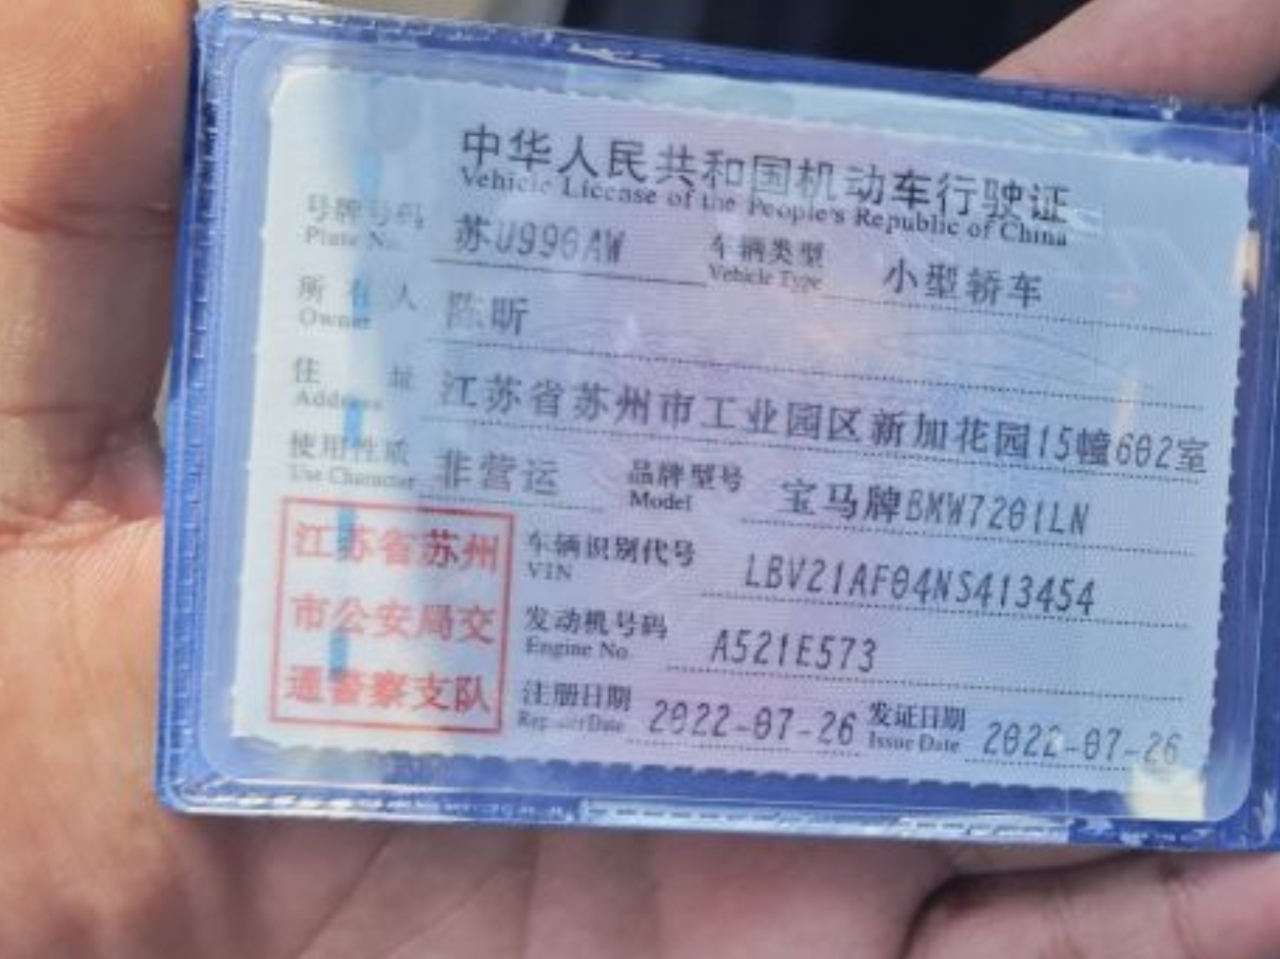 中华人民共和国机动车行驶证
Vehicle License of the People's Republic of China
号牌号码 苏U996AW 车辆类型 小型轿车
Plate No. Vehicle Type
所有人 陈昕
Owner
住址 江苏省苏州市工业园区新加花园15幢602室
Address
使用性质 非营运 品牌型号 宝马牌BMW7201LN
Use Character Model
江苏省苏州
市公安局交
通警察支队
车辆识别代号 LBV21AF04NS413454
VIN
发动机号码 A521E573
Engine No.
注册日期 2022-07-26 发证日期 2022-07-26
Register Date Issue Date